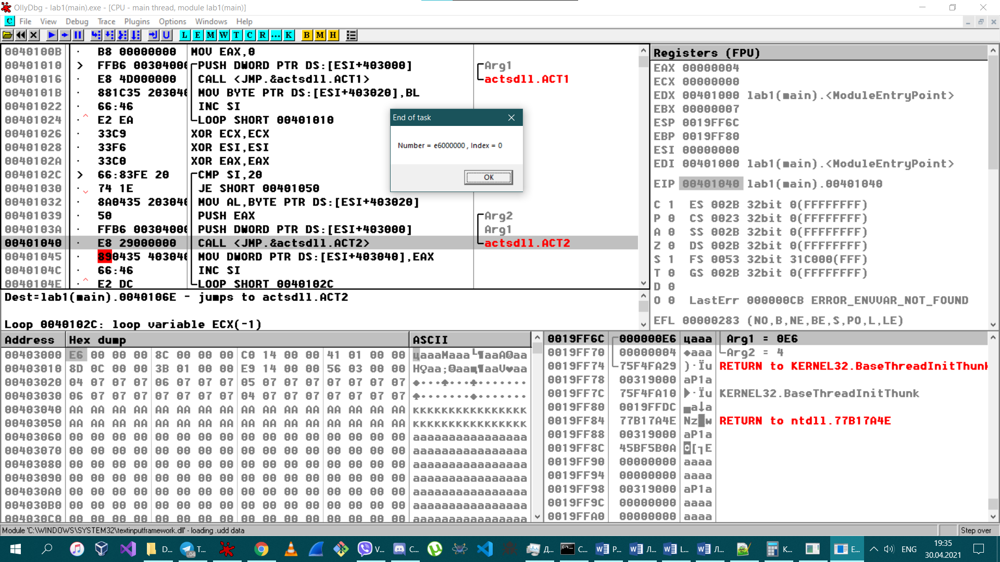 OllyDbg - lab1(main).exe - [CPU - main thread, module lab1(main)]
C File View Debug Trace Plugins Options Windows Help
L E M W T C R ... K B M H
0040100B · B8 00000000 MOV EAX,0
00401010 > FFB6 00304000 PUSH DWORD PTR DS:[ESI+403000] Arg1
00401016 · E8 4D000000 CALL <JMP.&actsdll.ACT1> actsdll.ACT1
0040101B · 881C35 203040 MOV BYTE PTR DS:[ESI+403020],BL
00401022 · 66:46 INC SI
00401024 ·^ E2 EA LOOP SHORT 00401010
00401026 · 33C9 XOR ECX,ECX
00401028 · 33F6 XOR ESI,ESI
0040102A · 33C0 XOR EAX,EAX
0040102C > 66:83FE 20 CMP SI,20
00401030 · 74 1E JE SHORT 00401050
00401032 · 8A0435 203040 MOV AL,BYTE PTR DS:[ESI+403020]
00401039 · 50 PUSH EAX Arg2
0040103A · FFB6 00304000 PUSH DWORD PTR DS:[ESI+403000] Arg1
00401040 · E8 29000000 CALL <JMP.&actsdll.ACT2> actsdll.ACT2
00401045 · 890435 403040 MOV DWORD PTR DS:[ESI+403040],EAX
0040104C · 66:46 INC SI
0040104E ·^ E2 DC LOOP SHORT 0040102C
Dest=lab1(main).0040106E - jumps to actsdll.ACT2
Loop 0040102C: loop variable ECX(-1)
End of task
Number = e6000000 , Index = 0
OK
Registers (FPU)
EAX 00000004
ECX 00000000
EDX 00401000 lab1(main).<ModuleEntryPoint>
EBX 00000007
ESP 0019FF6C
EBP 0019FF80
ESI 00000000
EDI 00401000 lab1(main).<ModuleEntryPoint>
EIP 00401040 lab1(main).00401040
C 1 ES 002B 32bit 0(FFFFFFFF)
P 0 CS 0023 32bit 0(FFFFFFFF)
A 0 SS 002B 32bit 0(FFFFFFFF)
Z 0 DS 002B 32bit 0(FFFFFFFF)
S 1 FS 0053 32bit 31C000(FFF)
T 0 GS 002B 32bit 0(FFFFFFFF)
D 0
O 0 LastErr 000000CB ERROR_ENVVAR_NOT_FOUND
EFL 00000283 (NO,B,NE,BE,S,PO,L,LE)
Address Hex dump ASCII
00403000 E6 00 00 00 8C 00 00 00 C0 14 00 00 41 01 00 00 цaaaМaaa└¶aaA☺aa
00403010 8D 0C 00 00 3B 01 00 00 E9 14 00 00 56 03 00 00 Н♀aa;☺aaщ¶aaV♥aa
00403020 04 07 07 07 06 07 07 07 05 07 07 07 07 07 07 07 ♦•••♠•••♣•••••••
00403030 06 07 07 07 07 07 07 07 04 07 07 07 07 07 07 07 ♠•••••••♦•••••••
00403040 AA AA AA AA AA AA AA AA AA AA AA AA AA AA AA AA кккккккккккккккк
00403050 AA AA AA AA AA AA AA AA AA AA AA AA AA AA AA AA кккккккккккккккк
00403060 00 00 00 00 00 00 00 00 00 00 00 00 00 00 00 00 aaaaaaaaaaaaaaaa
00403070 00 00 00 00 00 00 00 00 00 00 00 00 00 00 00 00 aaaaaaaaaaaaaaaa
00403080 00 00 00 00 00 00 00 00 00 00 00 00 00 00 00 00 aaaaaaaaaaaaaaaa
00403090 00 00 00 00 00 00 00 00 00 00 00 00 00 00 00 00 aaaaaaaaaaaaaaaa
004030A0 00 00 00 00 00 00 00 00 00 00 00 00 00 00 00 00 aaaaaaaaaaaaaaaa
004030B0 00 00 00 00 00 00 00 00 00 00 00 00 00 00 00 00 aaaaaaaaaaaaaaaa
004030C0 00 00 00 00 00 00 00 00 00 00 00 00 00 00 00 00 aaaaaaaaaaaaaaaa
0019FF6C 000000E6 цaaa Arg1 = 0E6
0019FF70 00000004 ♦aaa Arg2 = 4
0019FF74 75F4FA29 )·Їu RETURN to KERNEL32.BaseThreadInitThunk
0019FF78 00319000 aP1a
0019FF7C 75F4FA10 ►·Їu KERNEL32.BaseThreadInitThunk
0019FF80 0019FFDC ▄a↓a
0019FF84 77B17A4E Nz▒w RETURN to ntdll.77B17A4E
0019FF88 00319000 aP1a
0019FF8C 45BF5B0A ◙[┐E
0019FF90 00000000 aaaa
0019FF94 00000000 aaaa
0019FF98 00319000 aP1a
0019FF9C 00000000 aaaa
0019FFA0 00000000 aaaa
Module 'C:\WINDOWS\SYSTEM32\textinputframework.dll' - loading .udd data
Step over
D... T... .04 V... C... Д... C... P... Л... L... Л... K... E... ENG
19:35
30.04.2021